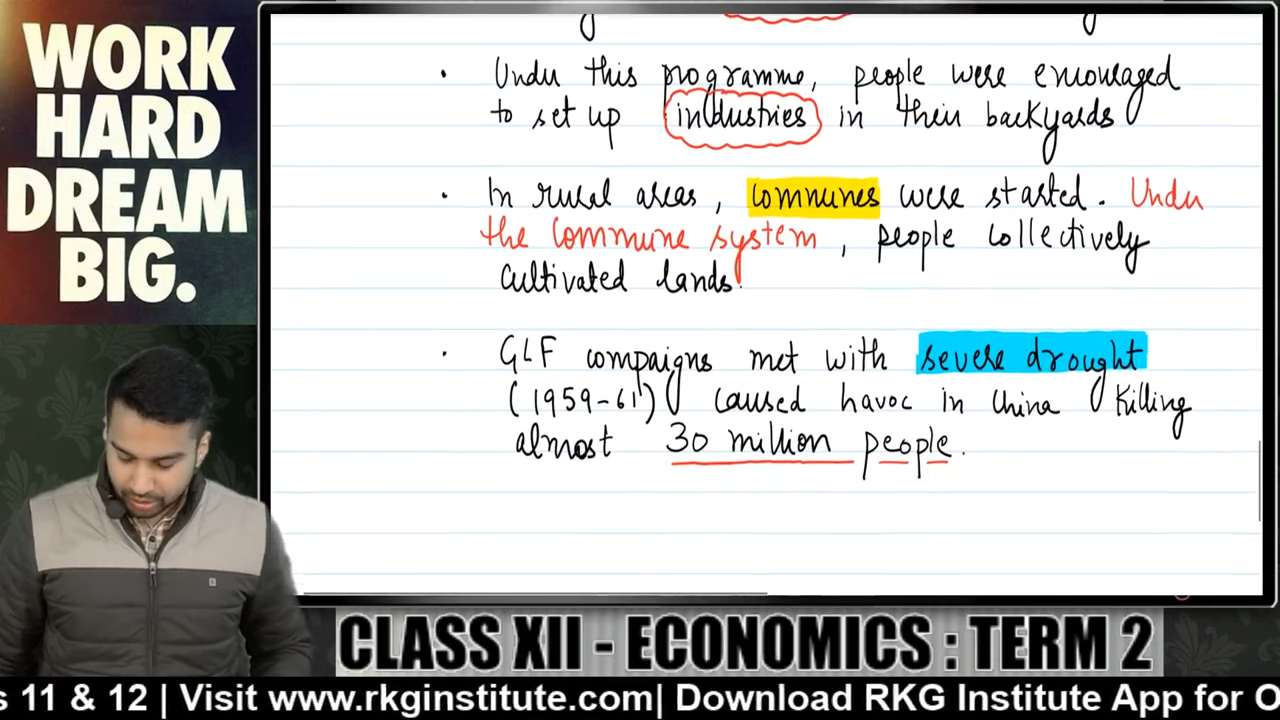 WORK
HARD
DREAM
BIG.
• Under this programme, people were encouraged
to set up industries in their backyards
• In rural areas, communes were started. Under
the Commune system, people collectively
cultivated lands.
• GLF compaigns met with severe drought
(1959-61) caused havoc in China killing
almost 30 million people.
CLASS XII - ECONOMICS : TERM 2
s 11 & 12 | Visit www.rkginstitute.com| Download RKG Institute App for O